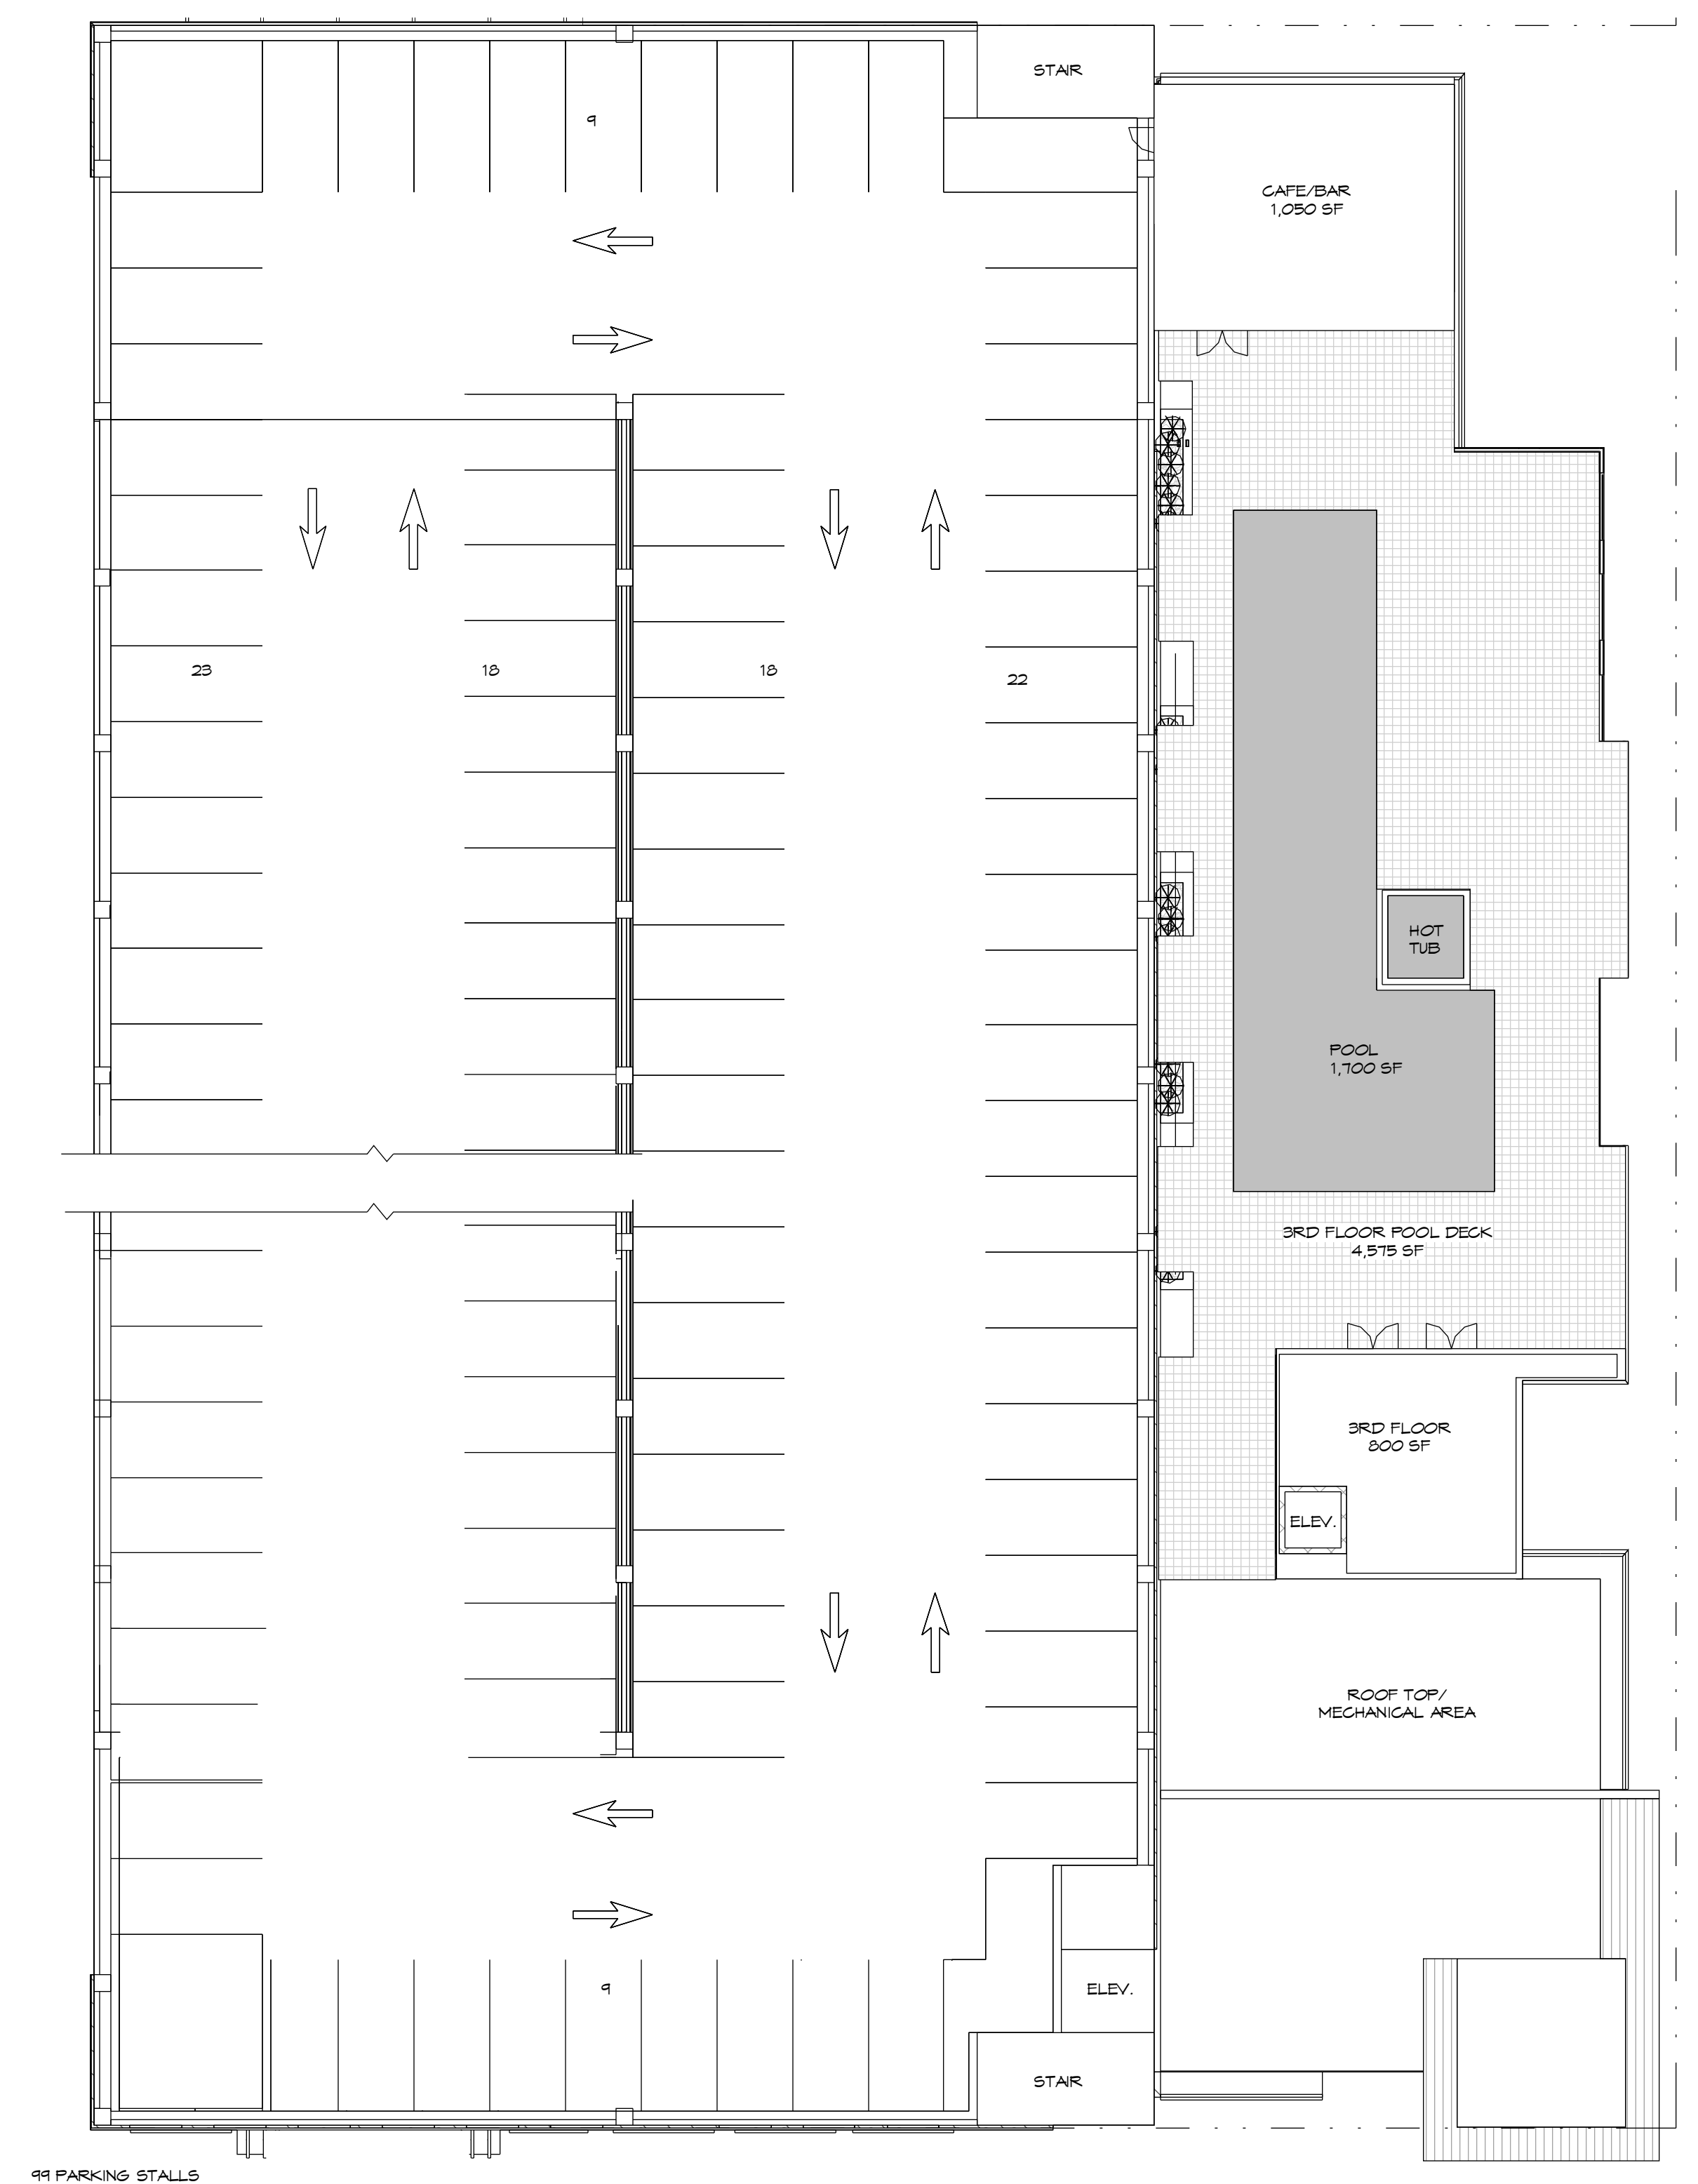 STAIR
9
CAFE/BAR
1,050 SF
23
18
18
22
HOT
TUB
POOL
1,700 SF
3RD FLOOR POOL DECK
4,575 SF
3RD FLOOR
800 SF
ELEV.
ROOF TOP/
MECHANICAL AREA
9
ELEV.
STAIR
99 PARKING STALLS